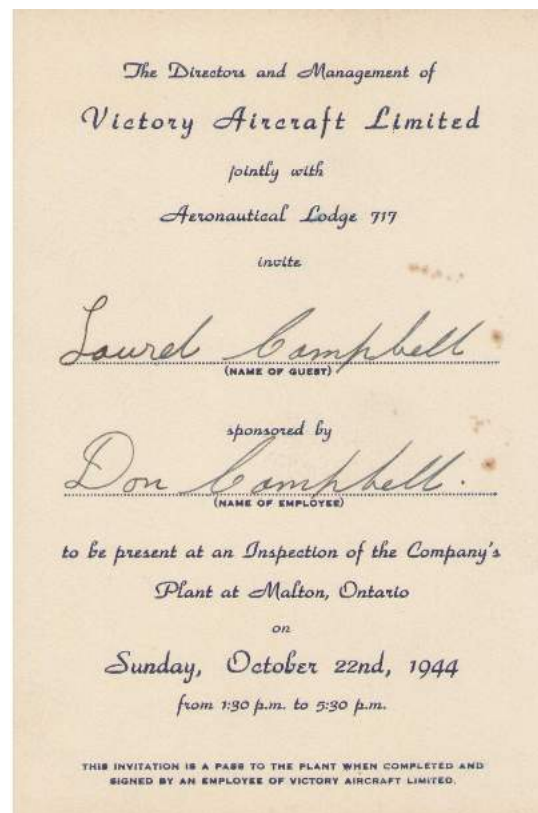 The Directors and Management of
Victory Aircraft Limited
jointly with
Aeronautical Lodge 717
invite
Laurel Campbell
(NAME OF GUEST)
sponsored by
Don Campbell.
(NAME OF EMPLOYEE)
to be present at an Inspection of the Company's
Plant at Malton, Ontario
on
Sunday, October 22nd, 1944
from 1:30 p.m. to 5:30 p.m.
THIS INVITATION IS A PASS TO THE PLANT WHEN COMPLETED AND
SIGNED BY AN EMPLOYEE OF VICTORY AIRCRAFT LIMITED.